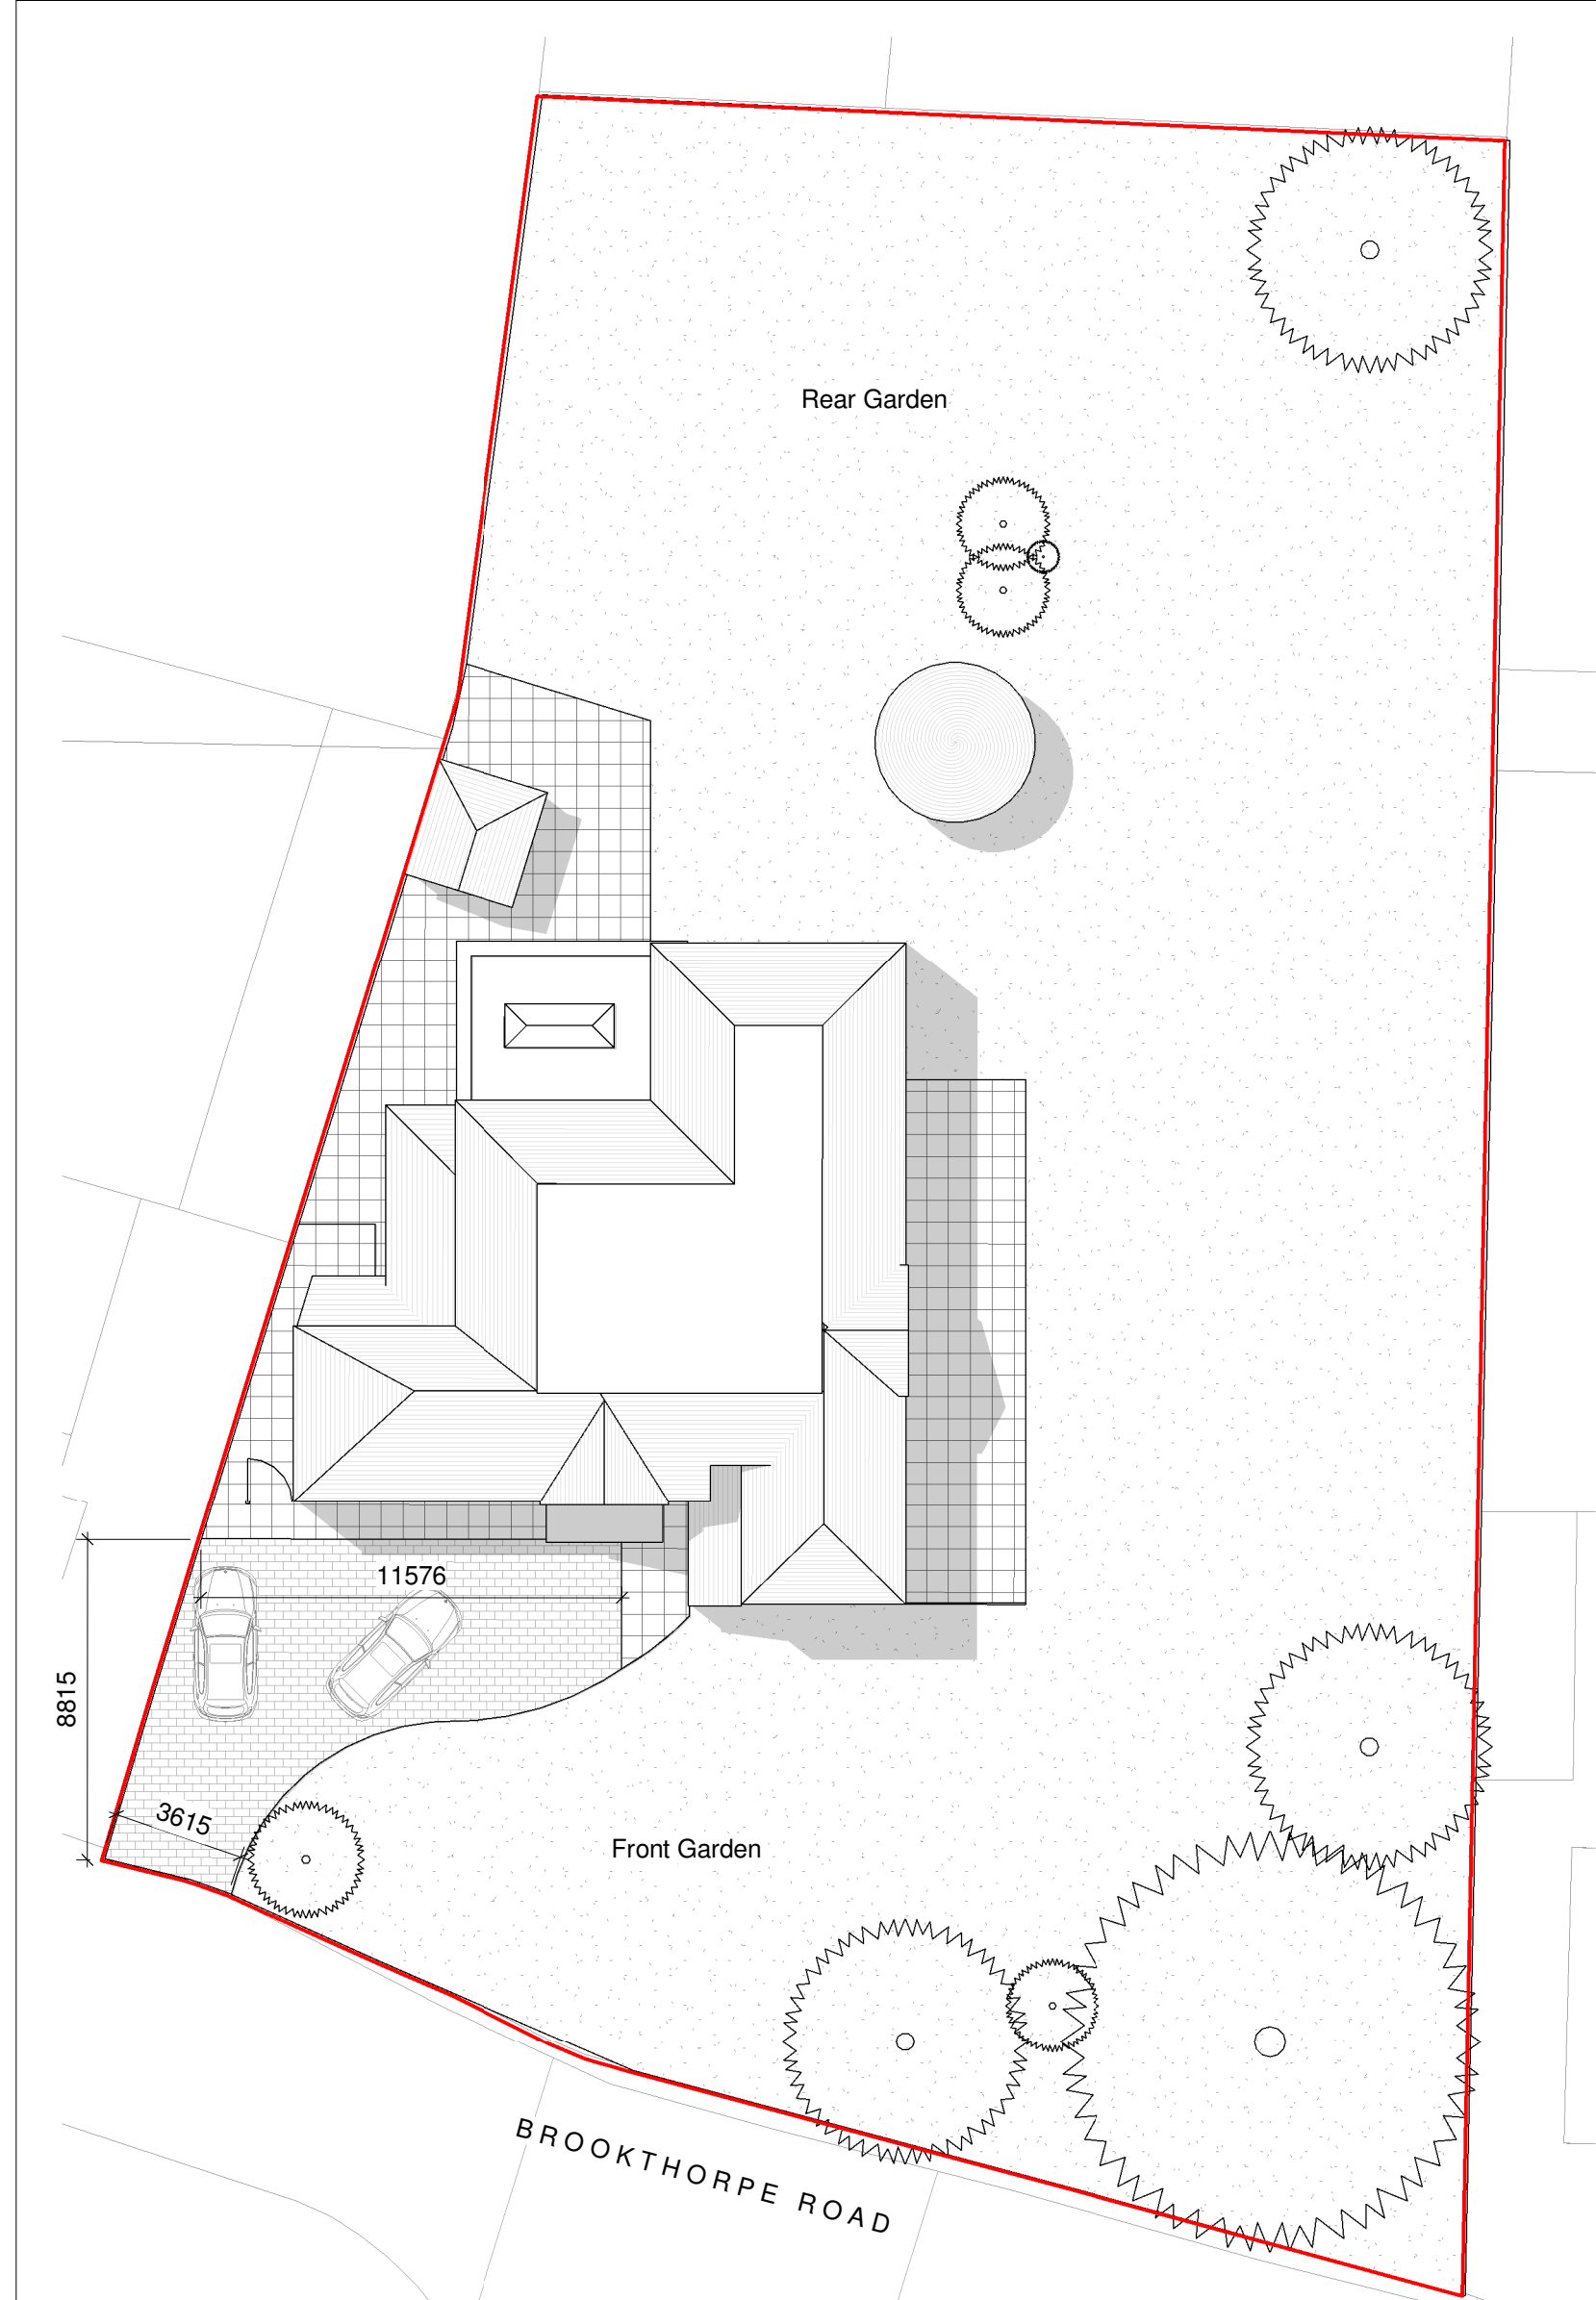 Rear Garden
11576
8815
3615
Front Garden
BROOKTHORPE ROAD